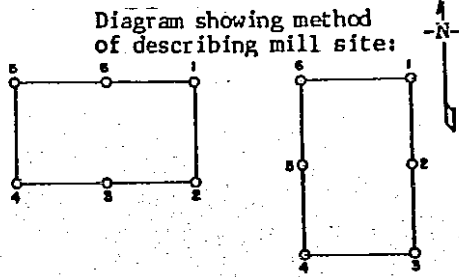 Diagram showing method
of describing mill site:
-N-
5 6 1
4 3 2
6 1
5 2
4 3